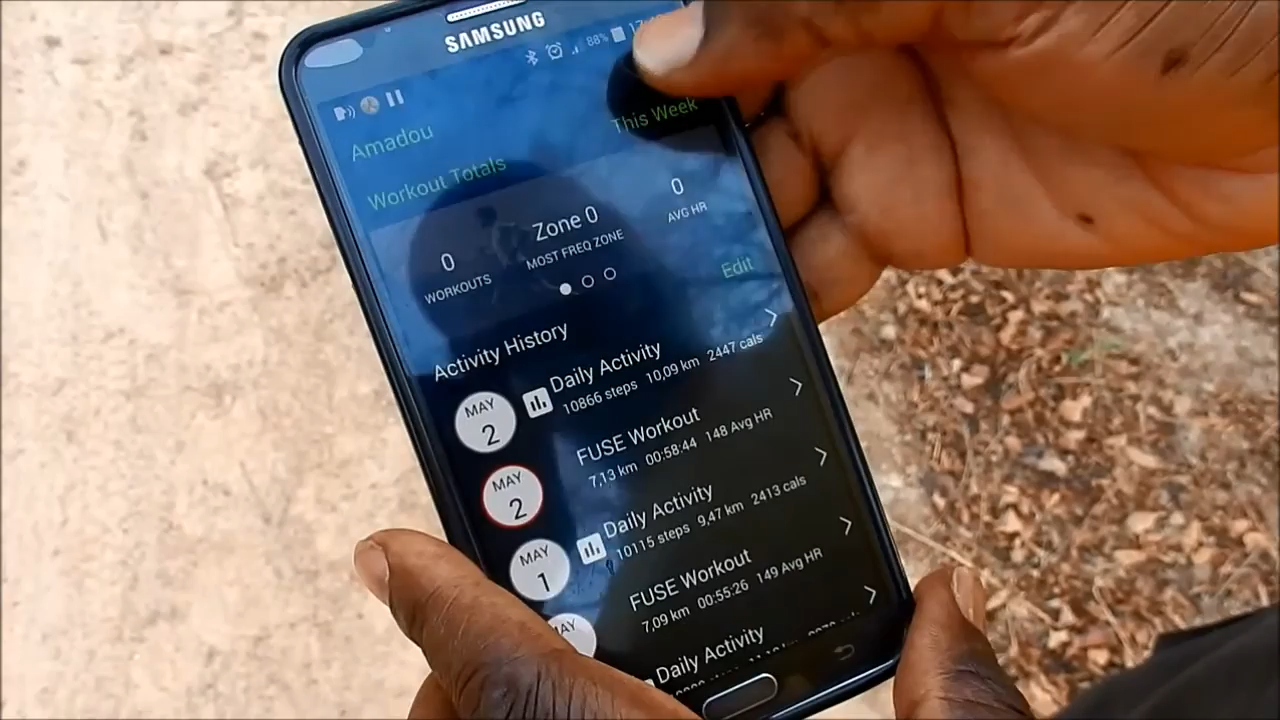 SAMSUNG
88%
Amadou
This Week
Workout Totals
0
WORKOUTS
Zone 0
MOST FREQ ZONE
0
AVG HR
Edit
Activity History
MAY
2
Daily Activity
10866 steps 10,09 km 2447 cals
MAY
2
FUSE Workout
7,13 km 00:58:44 148 Avg HR
MAY
1
Daily Activity
10115 steps 9,47 km 2413 cals
MAY
FUSE Workout
7,09 km 00:55:26 149 Avg HR
Daily Activity